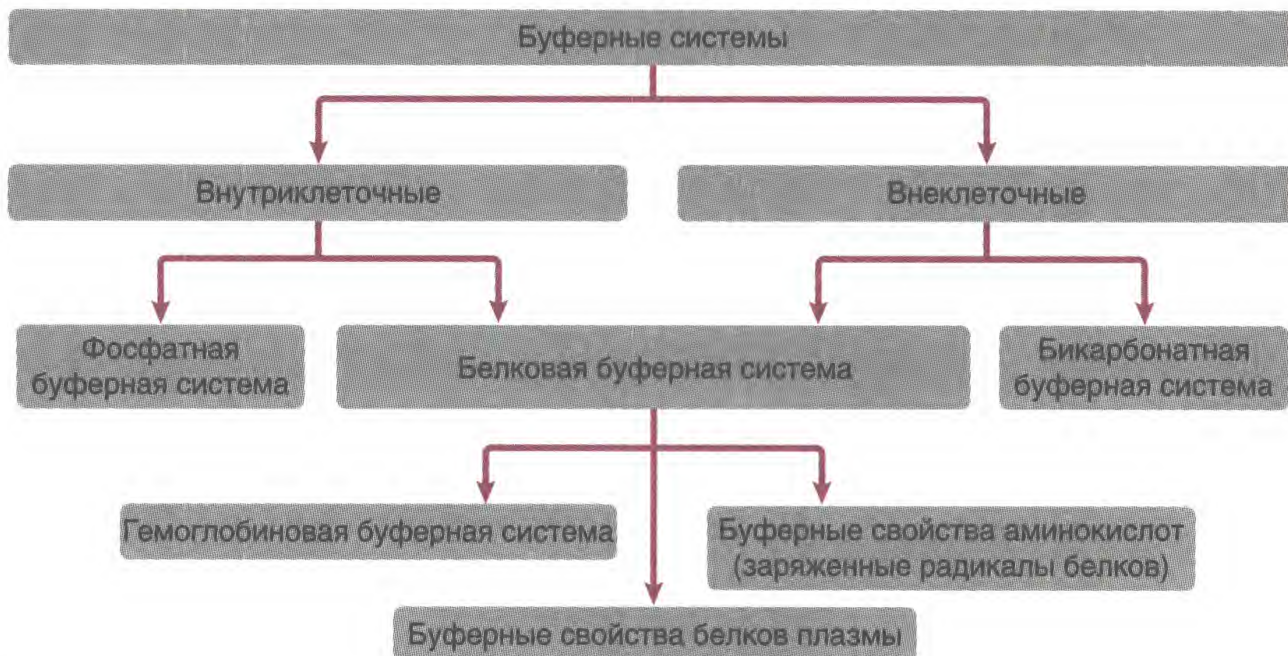 Буферные системы
Внутриклеточные
Внеклеточные
Фосфатная
буферная система
Белковая буферная система
Бикарбонатная
буферная система
Гемоглобиновая буферная система
Буферные свойства аминокислот
(заряженные радикалы белков)
Буферные свойства белков плазмы